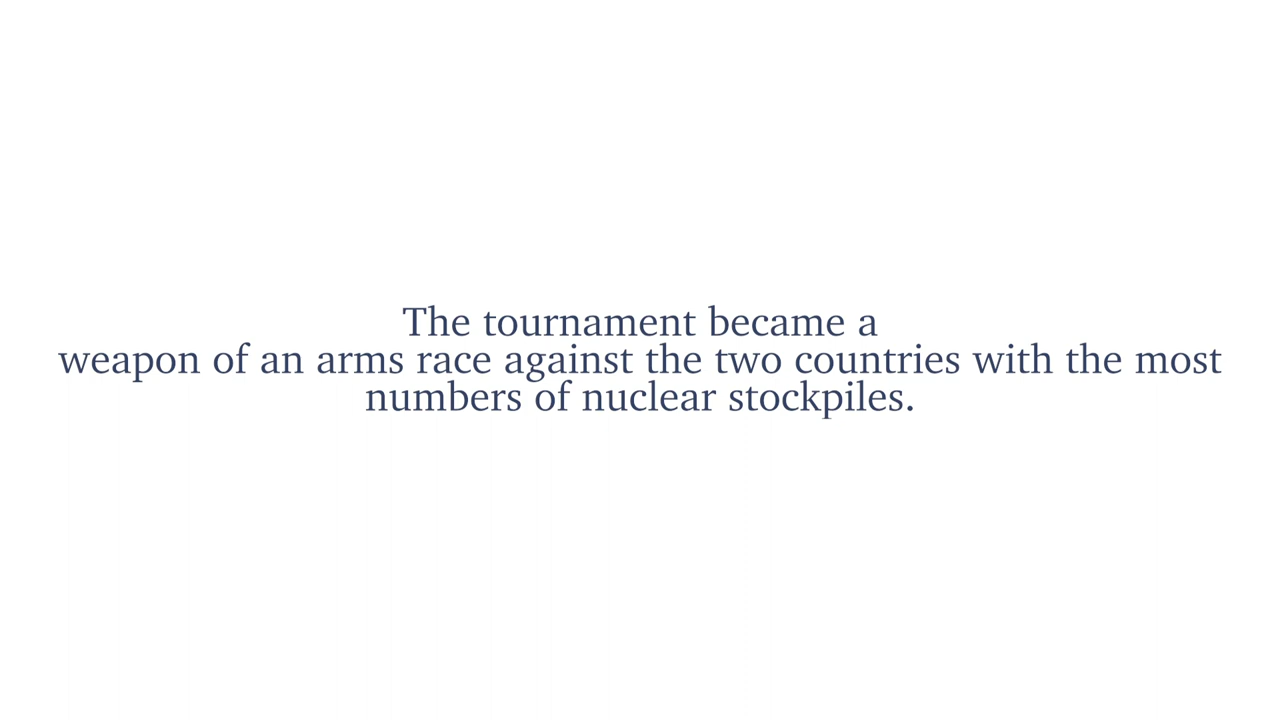 The tournament became a
weapon of an arms race against the two countries with the most
numbers of nuclear stockpiles.